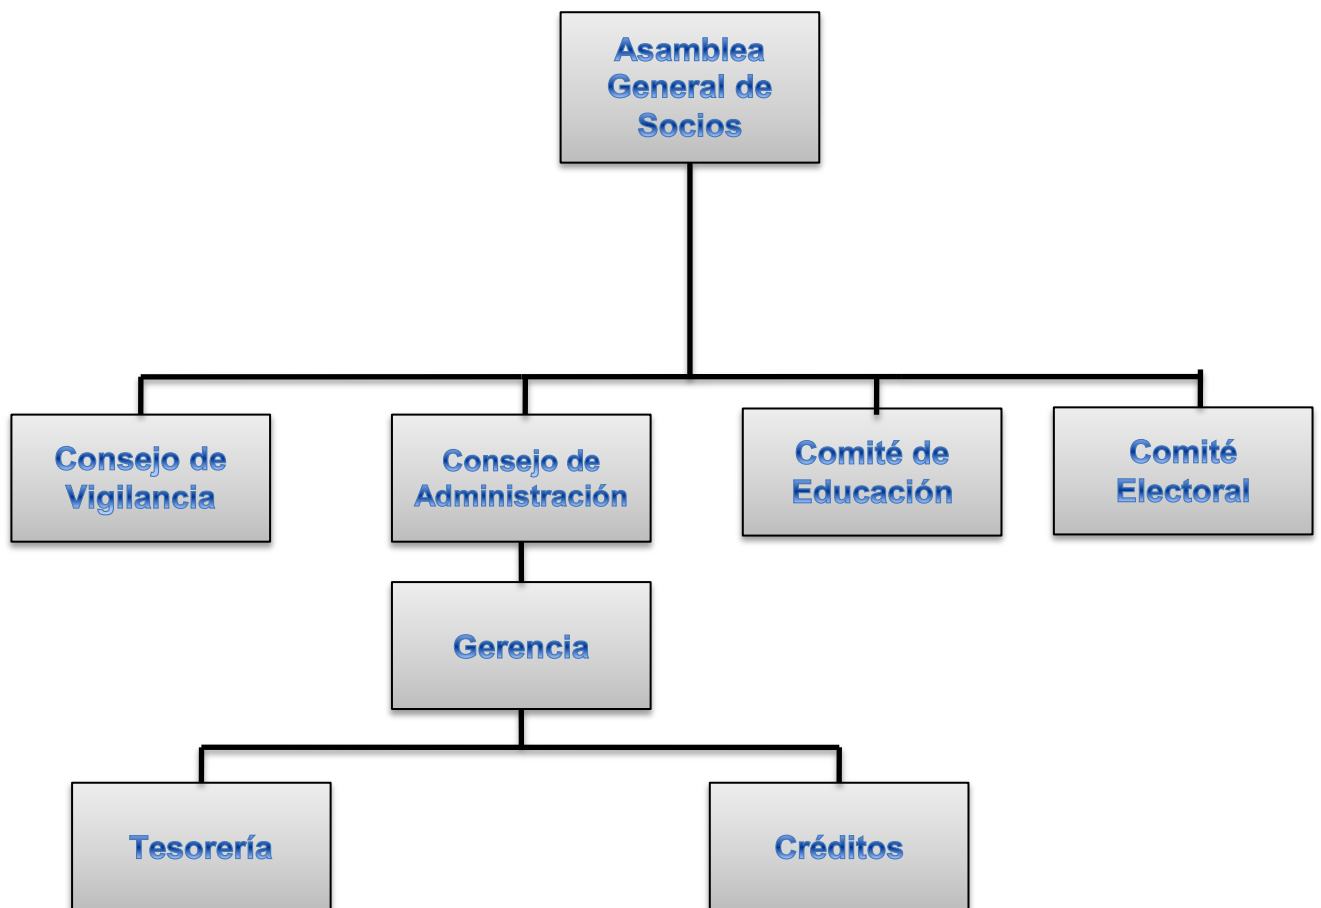 Asamblea
General de
Socios
Consejo de
Vigilancia
Consejo de
Administración
Comité de
Educación
Comité
Electoral
Gerencia
Tesorería
Créditos